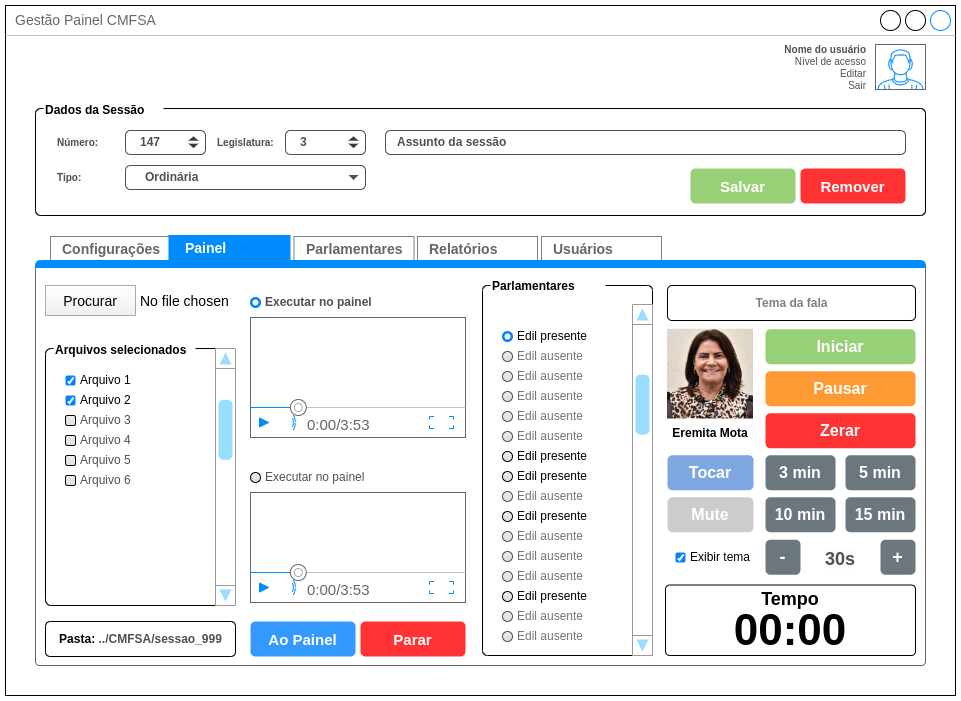 Gestão Painel CMFSA
Nome do usuário
Nível de acesso
Editar
Sair
Dados da Sessão
Número: 147 Legislatura: 3 Assunto da sessão
Tipo: Ordinária
Salvar Remover
Configurações Painel Parlamentares Relatórios Usuários
Procurar No file chosen
Arquivos selecionados
Arquivo 1
Arquivo 2
Arquivo 3
Arquivo 4
Arquivo 5
Arquivo 6
Pasta: ../CMFSA/sessao_999
Executar no painel
0:00/3:53
Executar no painel
0:00/3:53
Ao Painel Parar
Parlamentares
Edil presente
Edil ausente
Edil ausente
Edil ausente
Edil ausente
Edil ausente
Edil presente
Edil presente
Edil ausente
Edil presente
Edil ausente
Edil ausente
Edil ausente
Edil presente
Edil ausente
Edil ausente
Tema da fala
Eremita Mota
Iniciar
Pausar
Zerar
Tocar 3 min 5 min
Mute 10 min 15 min
Exibir tema - 30s +
Tempo
00:00